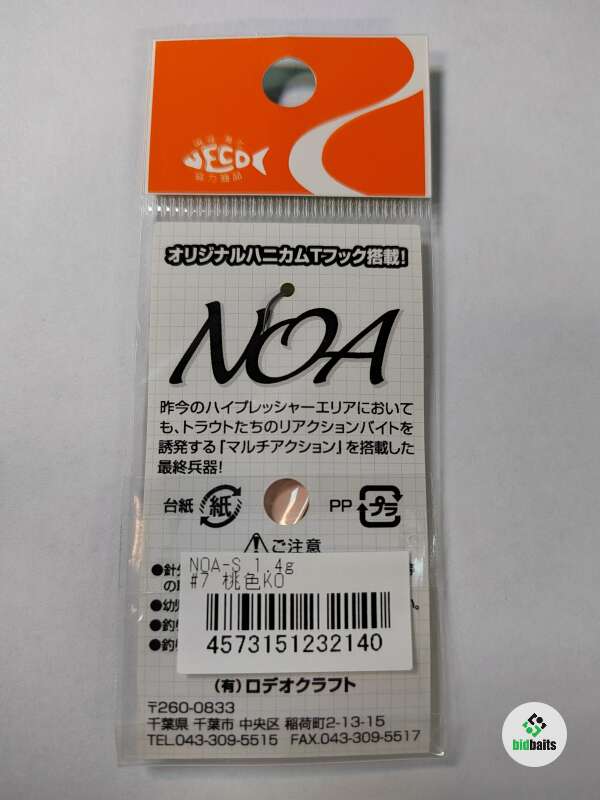 NECO
オリジナルハニカムTフック搭載!
NOA
昨今のハイプレッシャーエリアにおいて
も、トラウトたちのリアクションバイトを
誘発する『マルチアクション』を搭載した
最終兵器!
台紙 紙 PP プラ
ご注意
NOA-S 1.4g
#7 桃色KO
4573151232140
(有)ロデオクラフト
〒260-0833
千葉県 千葉市 中央区 稲荷町2-13-15
TEL.043-309-5515 FAX.043-309-5517
bidbaits